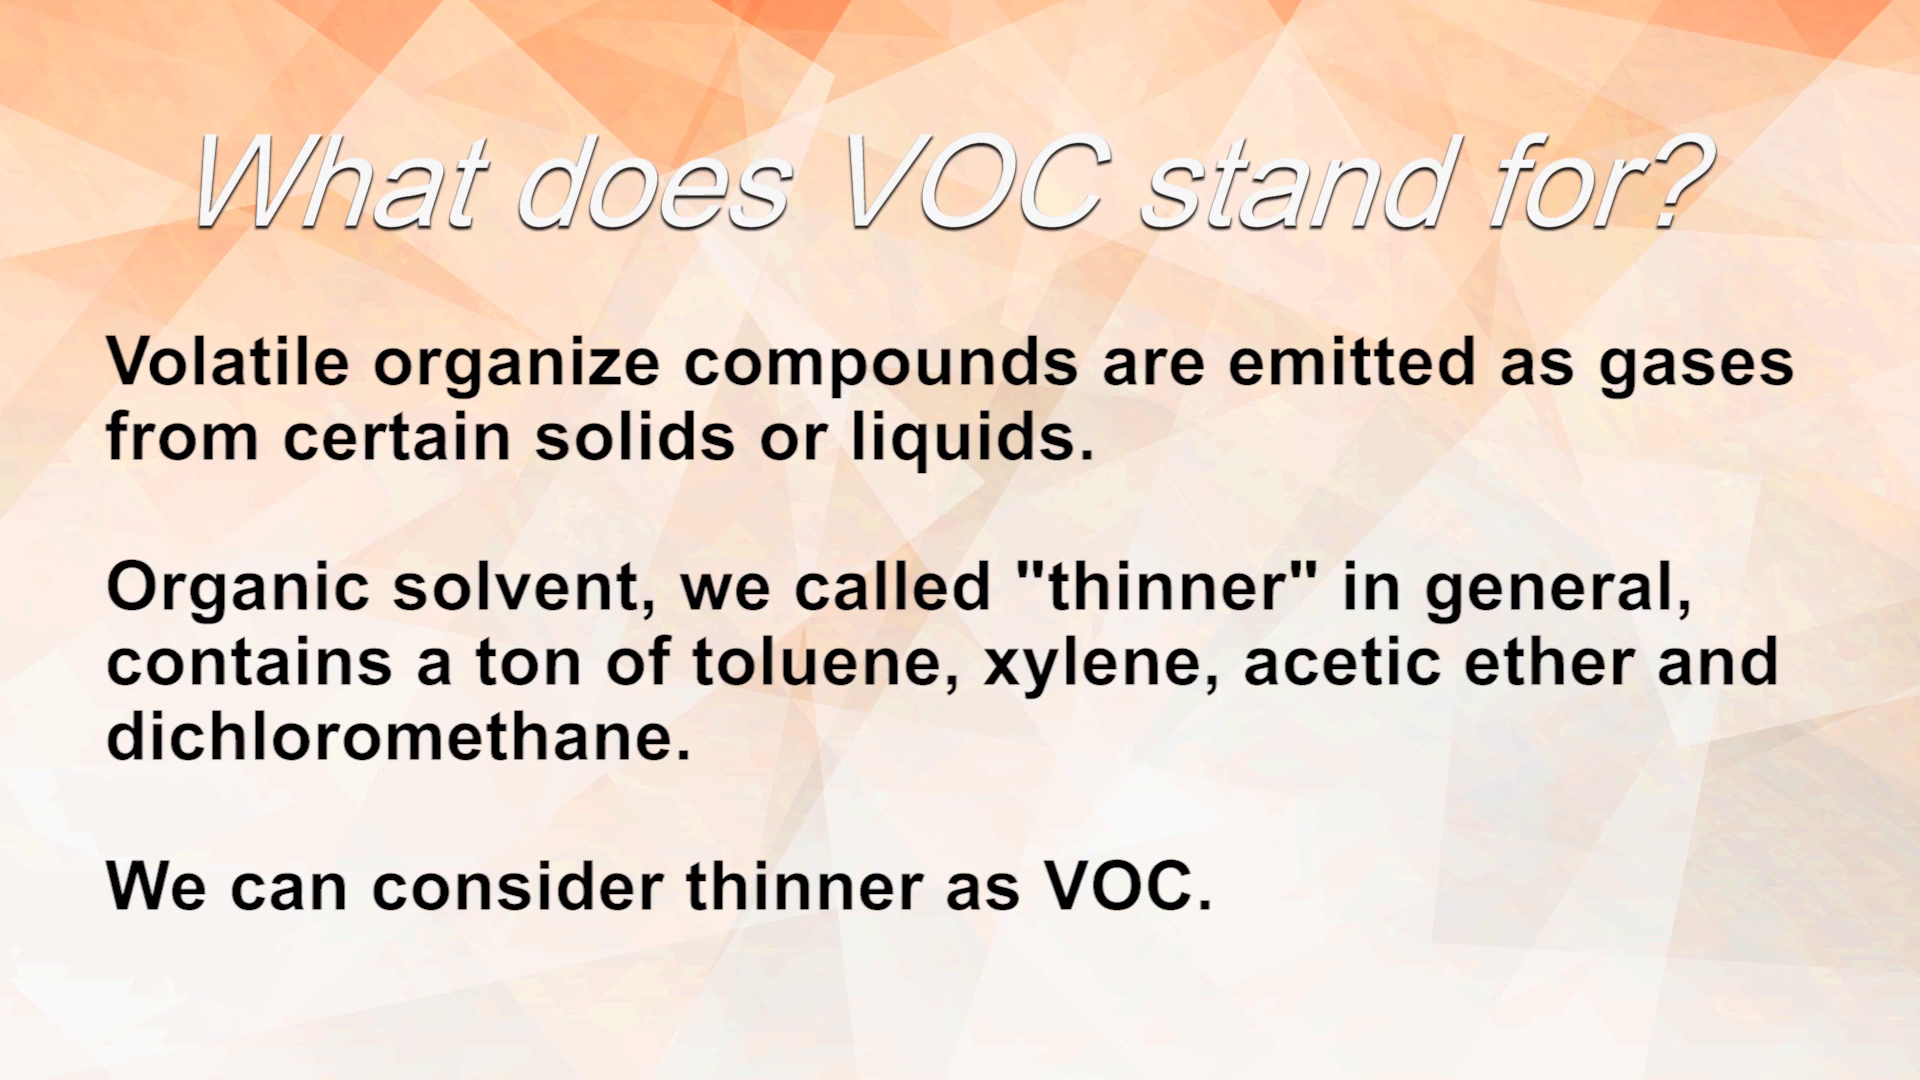 What does VOC stand for?
Volatile organize compounds are emitted as gases
from certain solids or liquids.
Organic solvent, we called "thinner" in general,
contains a ton of toluene, xylene, acetic ether and
dichloromethane.
We can consider thinner as VOC.